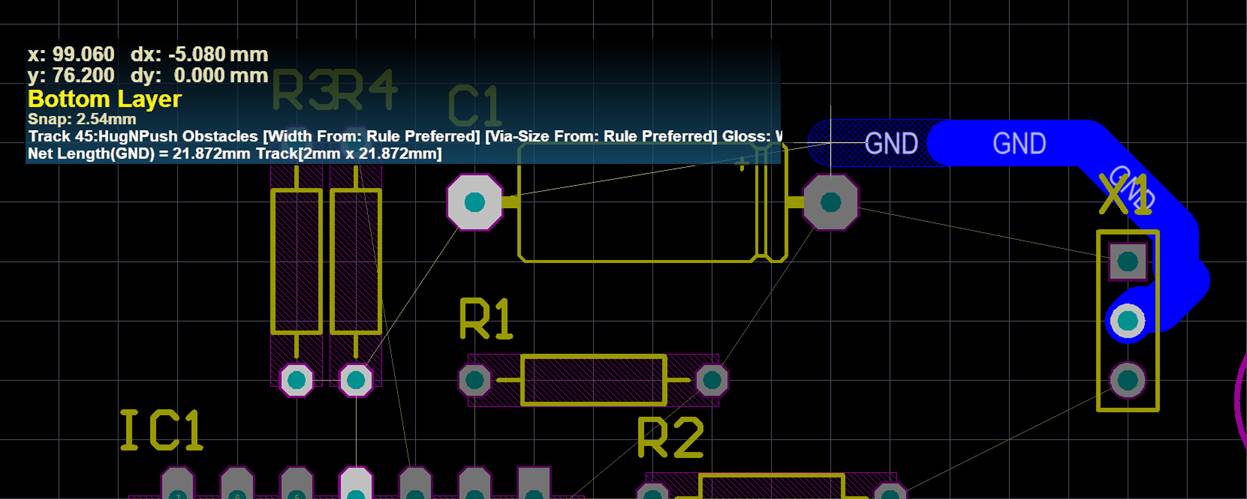 x: 99.060 dx: -5.080 mm
y: 76.200 dy: 0.000 mm
Bottom Layer
Snap: 2.54mm
Track 45:HugNPush Obstacles [Width From: Rule Preferred] [Via-Size From: Rule Preferred] Gloss:
Net Length(GND) = 21.872mm Track[2mm x 21.872mm]
R3 R4 C1
GND GND
GND
X1
+
R1
IC1
R2